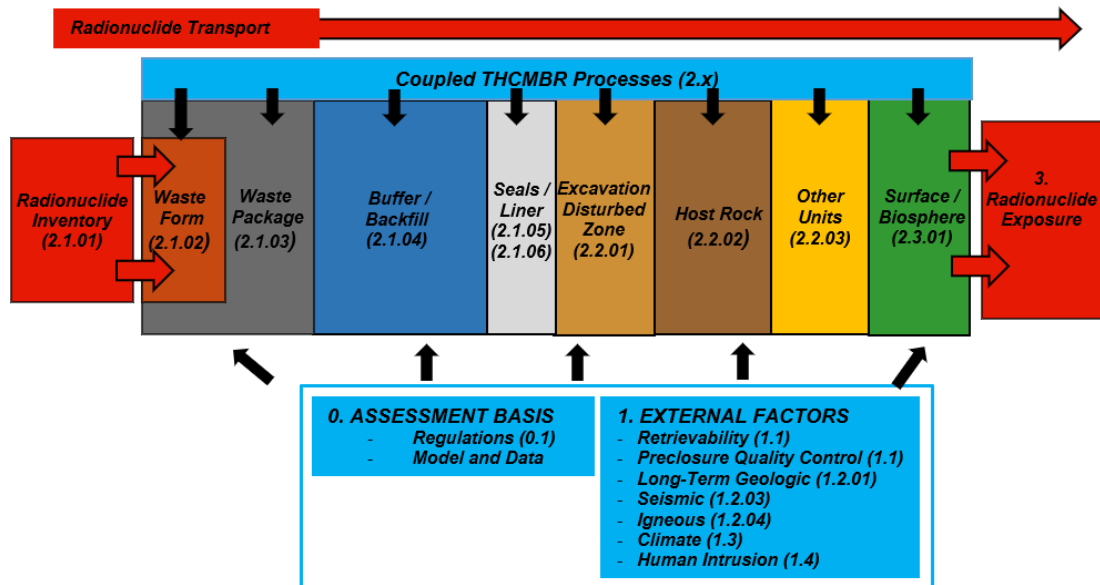 Radionuclide Transport
Coupled THCMBR Processes (2.x)
Radionuclide
Inventory
(2.1.01)
Waste
Form
(2.1.02)
Waste
Package
(2.1.03)
Buffer /
Backfill
(2.1.04)
Seals /
Liner
(2.1.05)
(2.1.06)
Excavation
Disturbed
Zone
(2.2.01)
Host Rock
(2.2.02)
Other
Units
(2.2.03)
Surface /
Biosphere
(2.3.01)
3.
Radionuclide
Exposure
0. ASSESSMENT BASIS
- Regulations (0.1)
- Model and Data
1. EXTERNAL FACTORS
- Retrievability (1.1)
- Preclosure Quality Control (1.1)
- Long-Term Geologic (1.2.01)
- Seismic (1.2.03)
- Igneous (1.2.04)
- Climate (1.3)
- Human Intrusion (1.4)